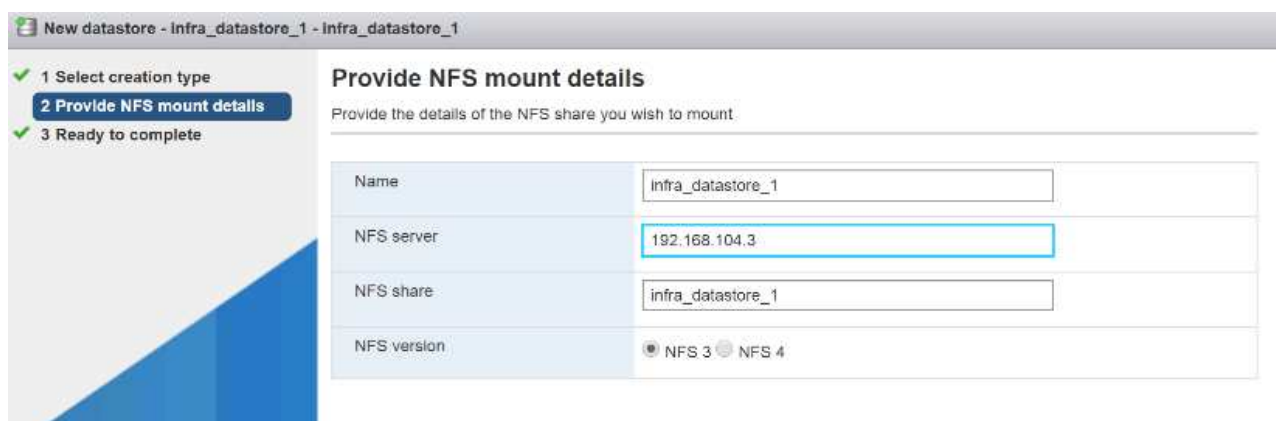 New datastore - infra_datastore_1 - infra_datastore_1
1 Select creation type
2 Provide NFS mount details
3 Ready to complete
Provide NFS mount details
Provide the details of the NFS share you wish to mount
Name
infra_datastore_1
NFS server
192.168.104.3
NFS share
infra_datastore_1
NFS version
NFS 3 NFS 4